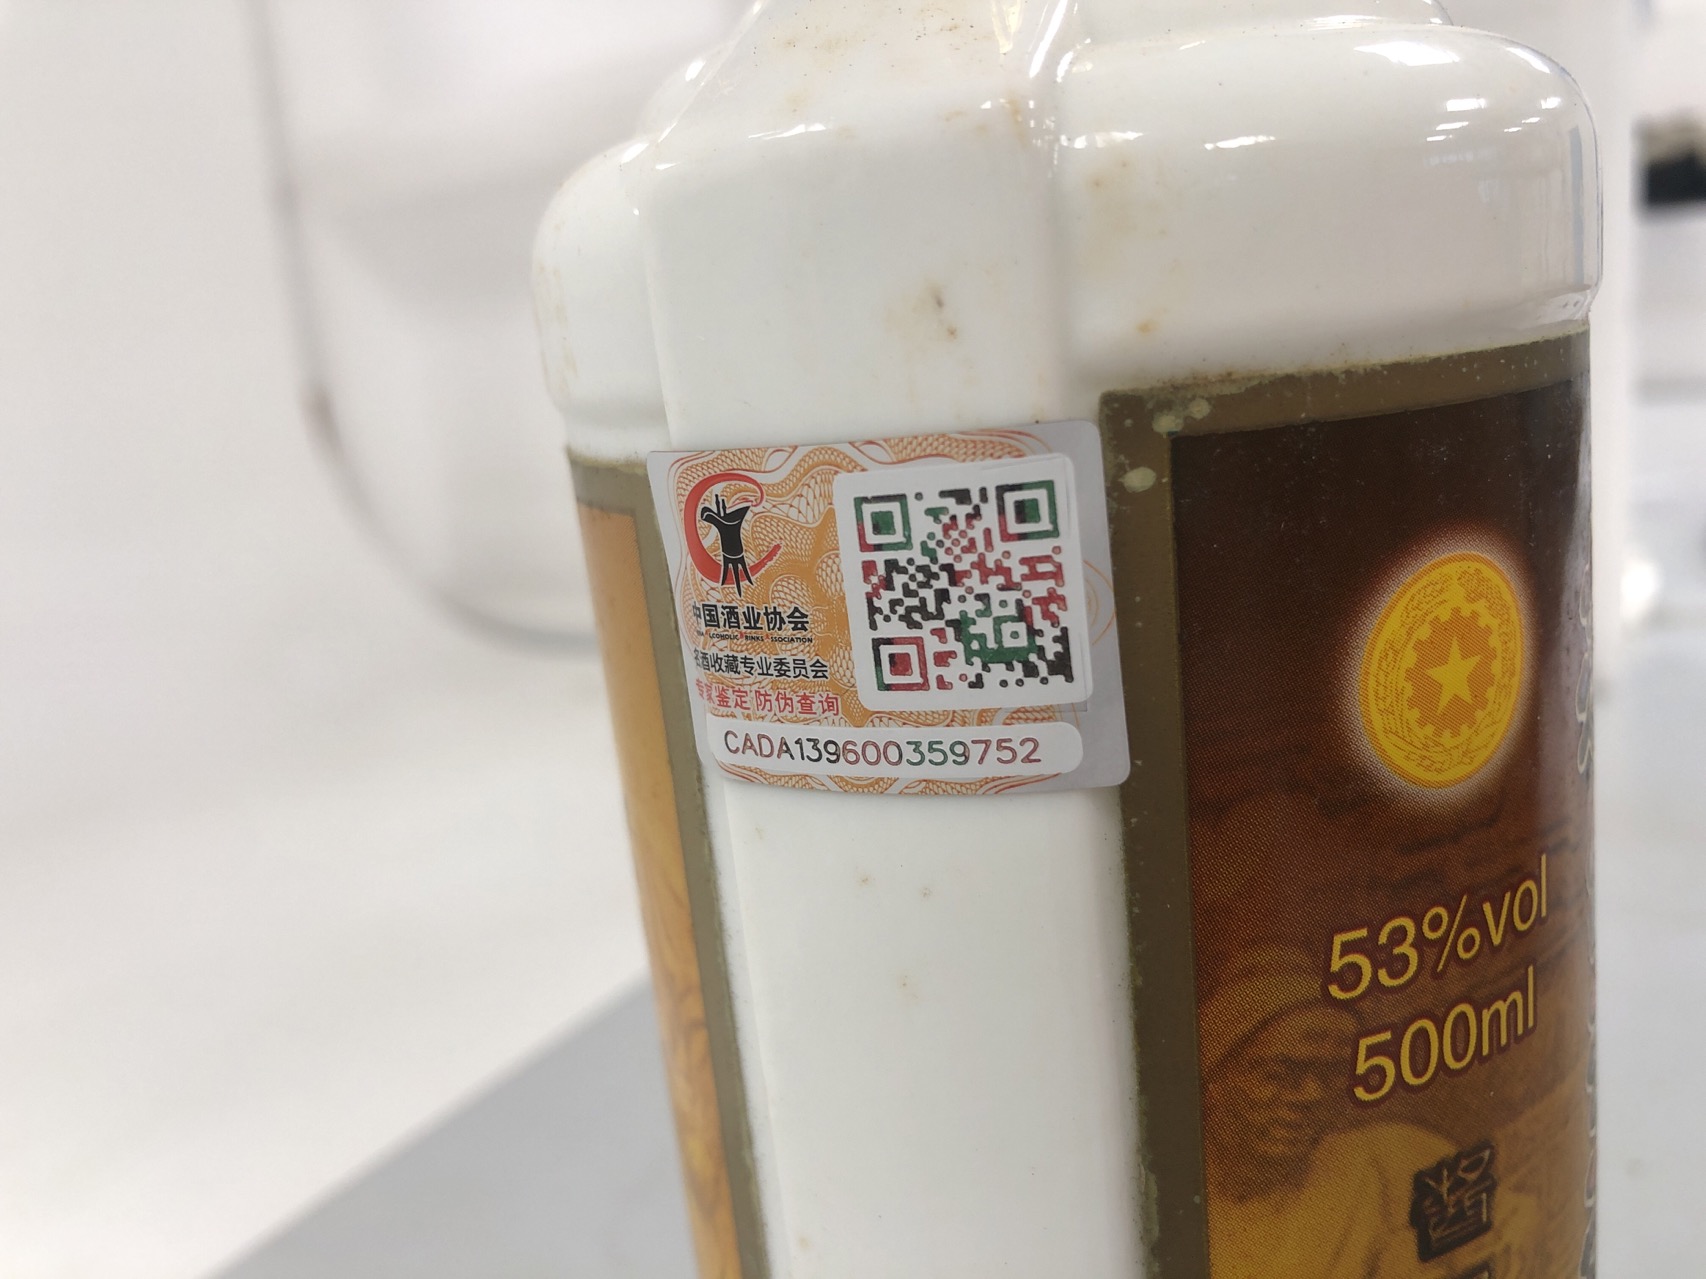 中国酒业协会
名酒收藏专业委员会
专家鉴定 防伪查询
CADA139600359752
53%vol
500ml